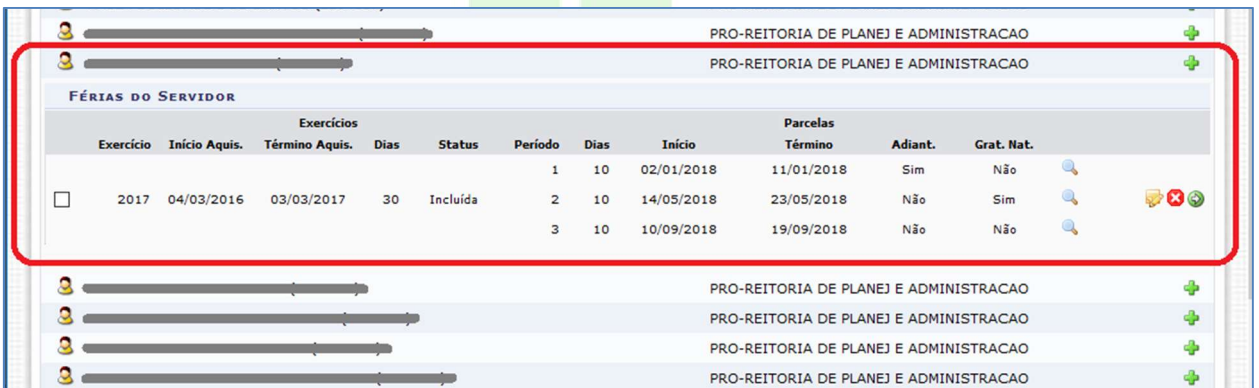 PRO-REITORIA DE PLANEJ E ADMINISTRACAO
PRO-REITORIA DE PLANEJ E ADMINISTRACAO
FÉRIAS DO SERVIDOR
Exercícios Parcelas
Exercício Início Aquis. Término Aquis. Dias Status Período Dias Início Término Adiant. Grat. Nat.
1 10 02/01/2018 11/01/2018 Sim Não
2017 04/03/2016 03/03/2017 30 Incluída 2 10 14/05/2018 23/05/2018 Não Sim
3 10 10/09/2018 19/09/2018 Não Não
PRO-REITORIA DE PLANEJ E ADMINISTRACAO
PRO-REITORIA DE PLANEJ E ADMINISTRACAO
PRO-REITORIA DE PLANEJ E ADMINISTRACAO
PRO-REITORIA DE PLANEJ E ADMINISTRACAO